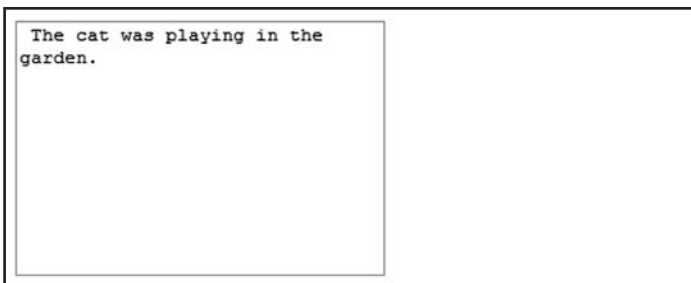 The cat was playing in the
garden.